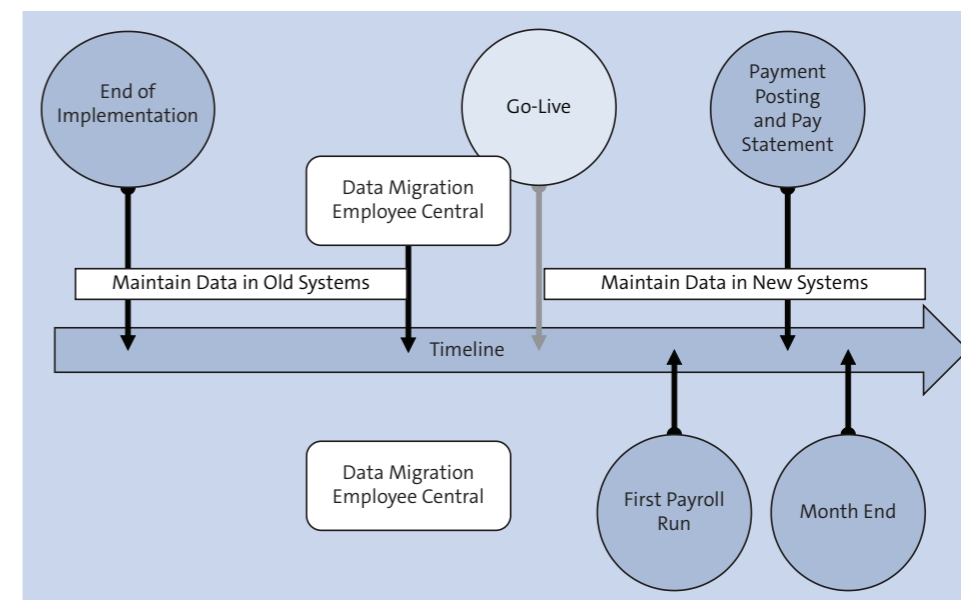 End of
Implementation
Go-Live
Payment
Posting
and Pay
Statement
Data Migration
Employee Central
Maintain Data in Old Systems
Maintain Data in New Systems
Timeline
Data Migration
Employee Central
First Payroll
Run
Month End